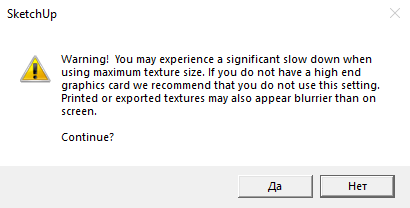 SketchUp
Warning!  You may experience a significant slow down when
using maximum texture size. If you do not have a high end
graphics card we recommend that you do not use this setting.
Printed or exported textures may also appear blurrier than on
screen.
Continue?
Да
Нет